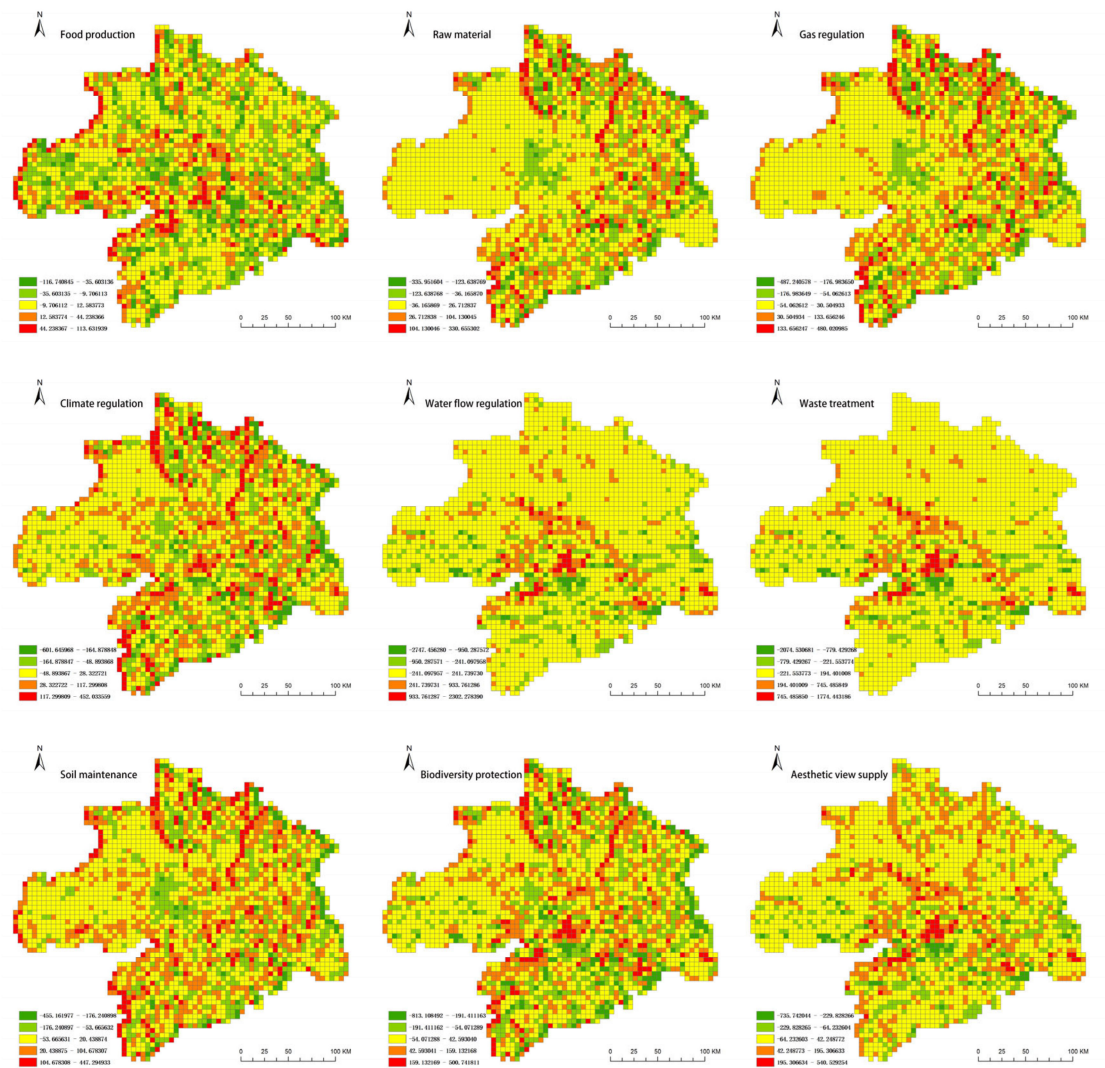 N
Food production
-116.740845 - -35.603136
-35.603135 - -9.706113
-9.706112 - 12.583773
12.583774 - 44.238366
44.238367 - 113.631939
0 25 50 100 KM
N
Raw material
-335.951604 - -123.638769
-123.638768 - -36.165870
-36.165869 - 26.712837
26.712838 - 104.130045
104.130046 - 330.655302
0 25 50 100 KM
N
Gas regulation
-487.240578 - -176.983650
-176.983649 - -54.062613
-54.062612 - 30.504933
30.504934 - 133.656246
133.656247 - 480.020985
0 25 50 100 KM
N
Climate regulation
-601.645968 - -164.878848
-164.878847 - -48.893868
-48.893867 - 28.322721
28.322722 - 117.299808
117.299809 - 452.033559
0 25 50 100 KM
N
Water flow regulation
-2747.456280 - -950.287572
-950.287571 - -241.097958
-241.097957 - 241.739730
241.739731 - 933.761286
933.761287 - 2302.278390
0 25 50 100 KM
N
Waste treatment
-2074.530681 - -779.429268
-779.429267 - -221.553774
-221.553773 - 194.401008
194.401009 - 745.485849
745.485850 - 1774.443186
0 25 50 100 KM
N
Soil maintenance
-455.161977 - -176.240898
-176.240897 - -53.665632
-53.665631 - 20.438874
20.438875 - 104.678307
104.678308 - 447.294933
0 25 50 100 KM
N
Biodiversity protection
-813.108492 - -191.411163
-191.411162 - -54.071289
-54.071288 - 42.593040
42.593041 - 159.132168
159.132169 - 500.741811
0 25 50 100 KM
N
Aesthetic view supply
-735.742044 - -229.828266
-229.828265 - -64.232604
-64.232603 - 42.248772
42.248773 - 195.306633
195.306634 - 540.529254
0 25 50 100 KM